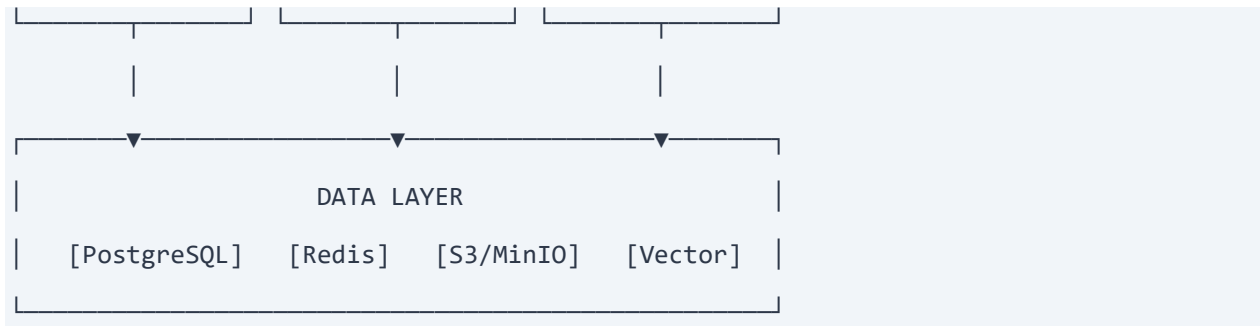 DATA LAYER
[PostgreSQL] [Redis] [S3/MinIO] [Vector]